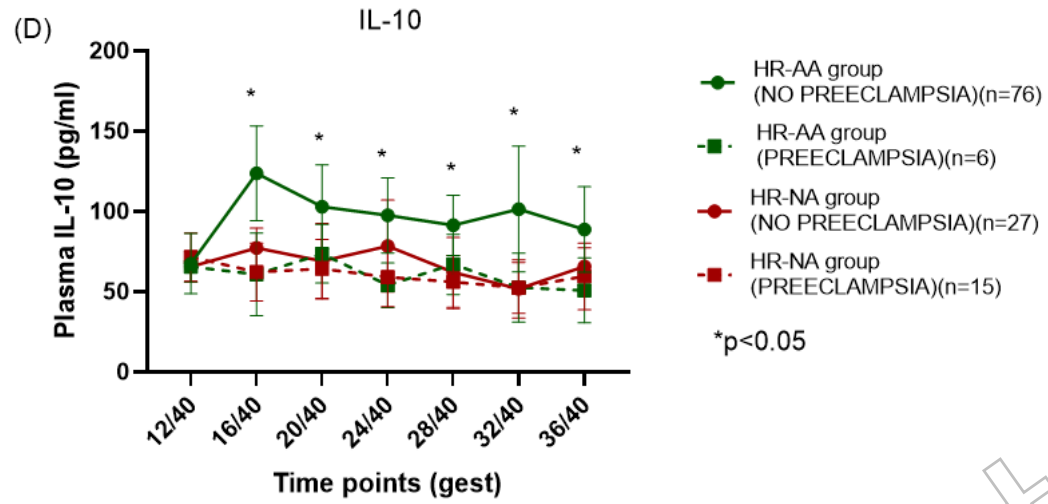 (D)
IL-10
Plasma IL-10 (pg/ml)
200
150
100
50
0
* * * * * *
12/40 16/40 20/40 24/40 28/40 32/40 36/40
Time points (gest)
HR-AA group
(NO PREECLAMPSIA)(n=76)
HR-AA group
(PREECLAMPSIA)(n=6)
HR-NA group
(NO PREECLAMPSIA)(n=27)
HR-NA group
(PREECLAMPSIA)(n=15)
*p<0.05